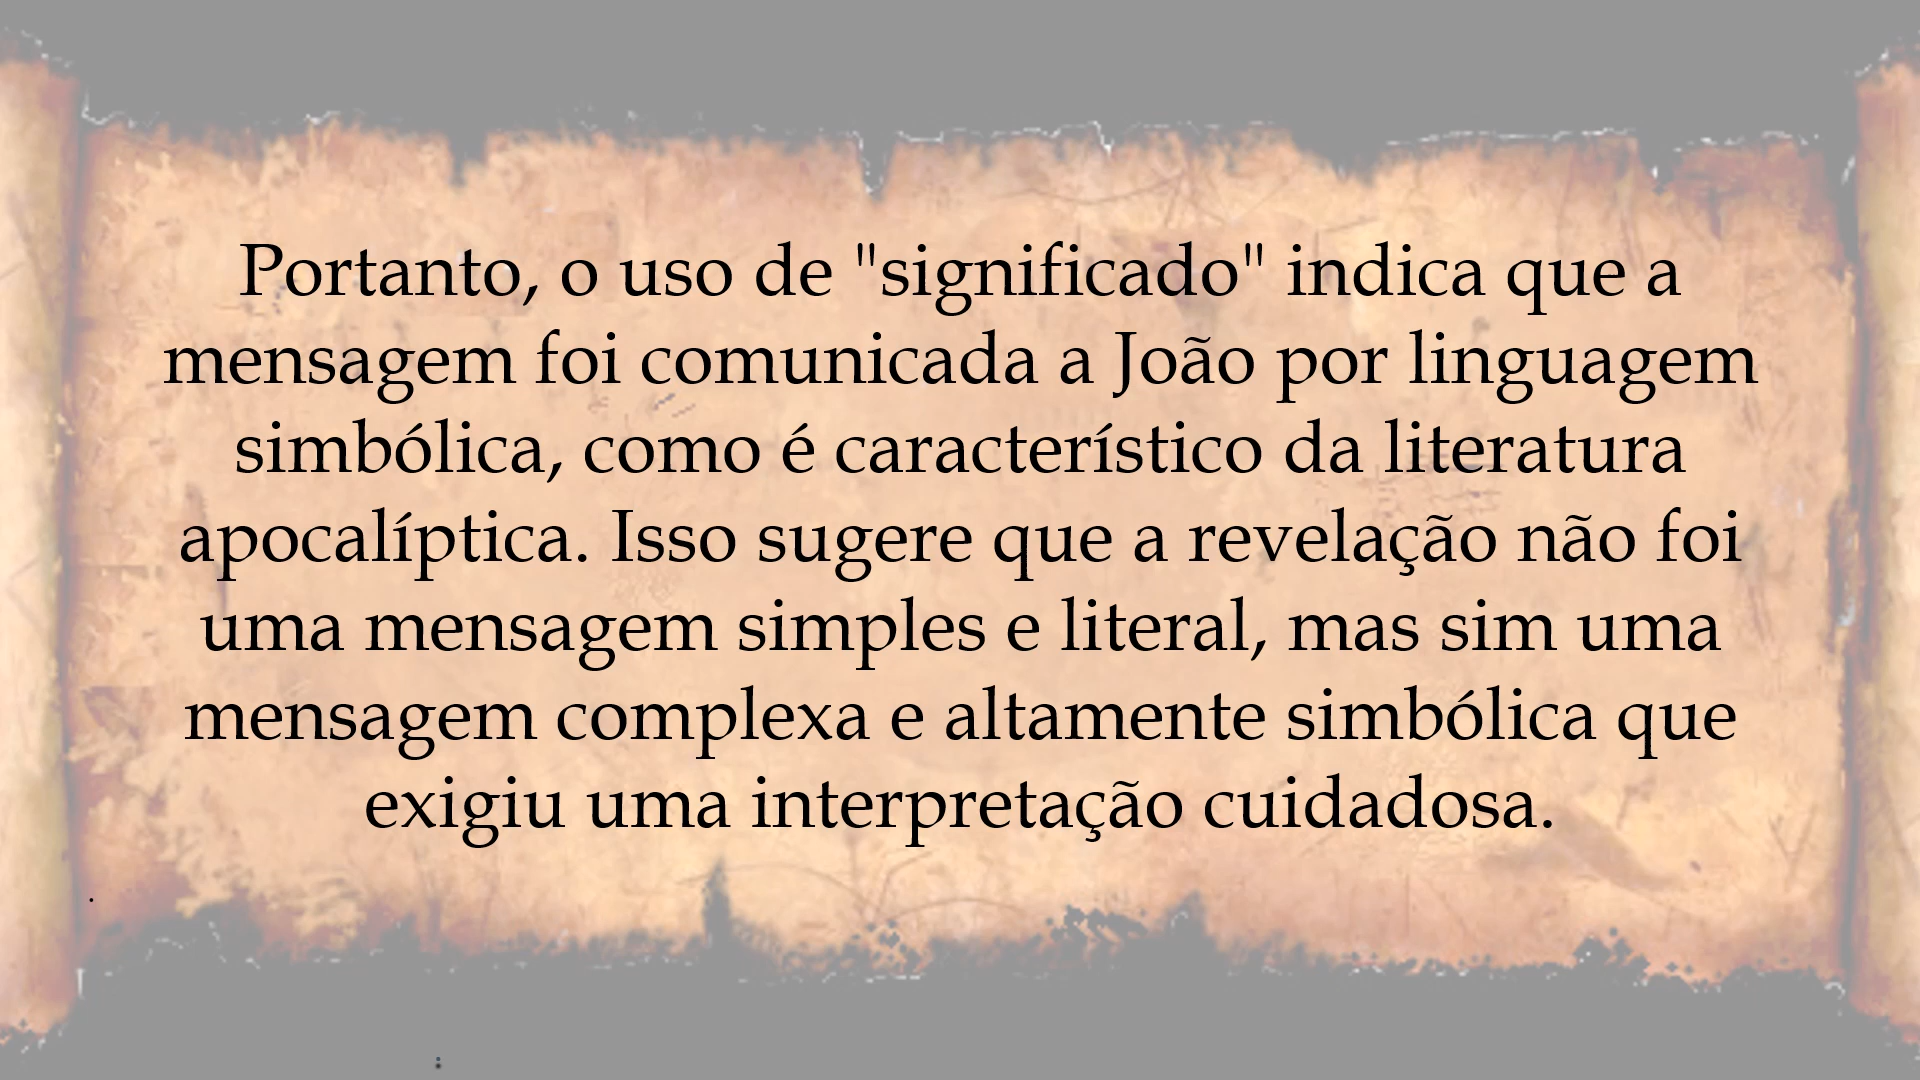 Portanto, o uso de "significado" indica que a
mensagem foi comunicada a João por linguagem
simbólica, como é característico da literatura
apocalíptica. Isso sugere que a revelação não foi
uma mensagem simples e literal, mas sim uma
mensagem complexa e altamente simbólica que
exigiu uma interpretação cuidadosa.
.
: